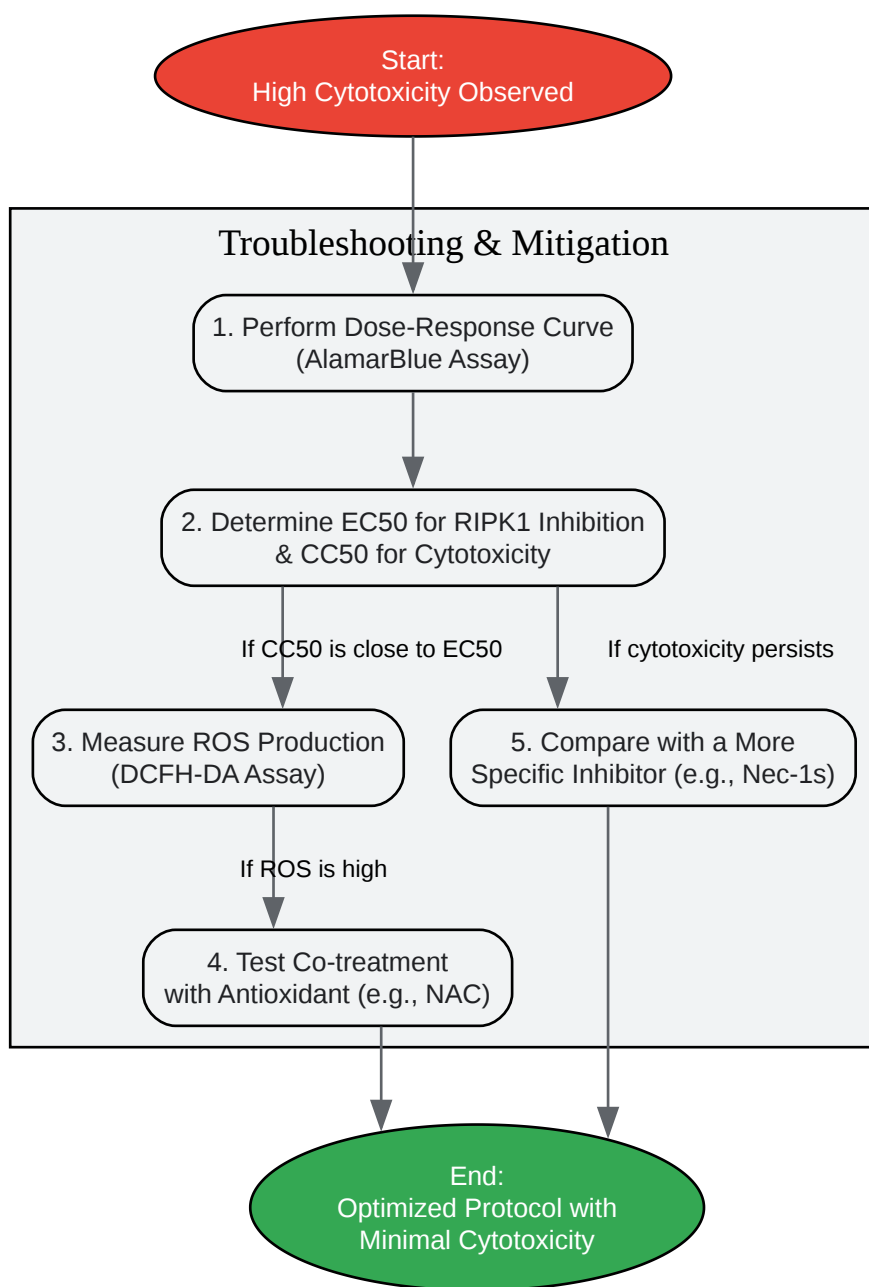 Start:
High Cytotoxicity Observed
Troubleshooting & Mitigation
1. Perform Dose-Response Curve
(AlamarBlue Assay)
2. Determine EC50 for RIPK1 Inhibition
& CC50 for Cytotoxicity
If CC50 is close to EC50
If cytotoxicity persists
3. Measure ROS Production
(DCFH-DA Assay)
5. Compare with a More
Specific Inhibitor (e.g., Nec-1s)
If ROS is high
4. Test Co-treatment
with Antioxidant (e.g., NAC)
End:
Optimized Protocol with
Minimal Cytotoxicity